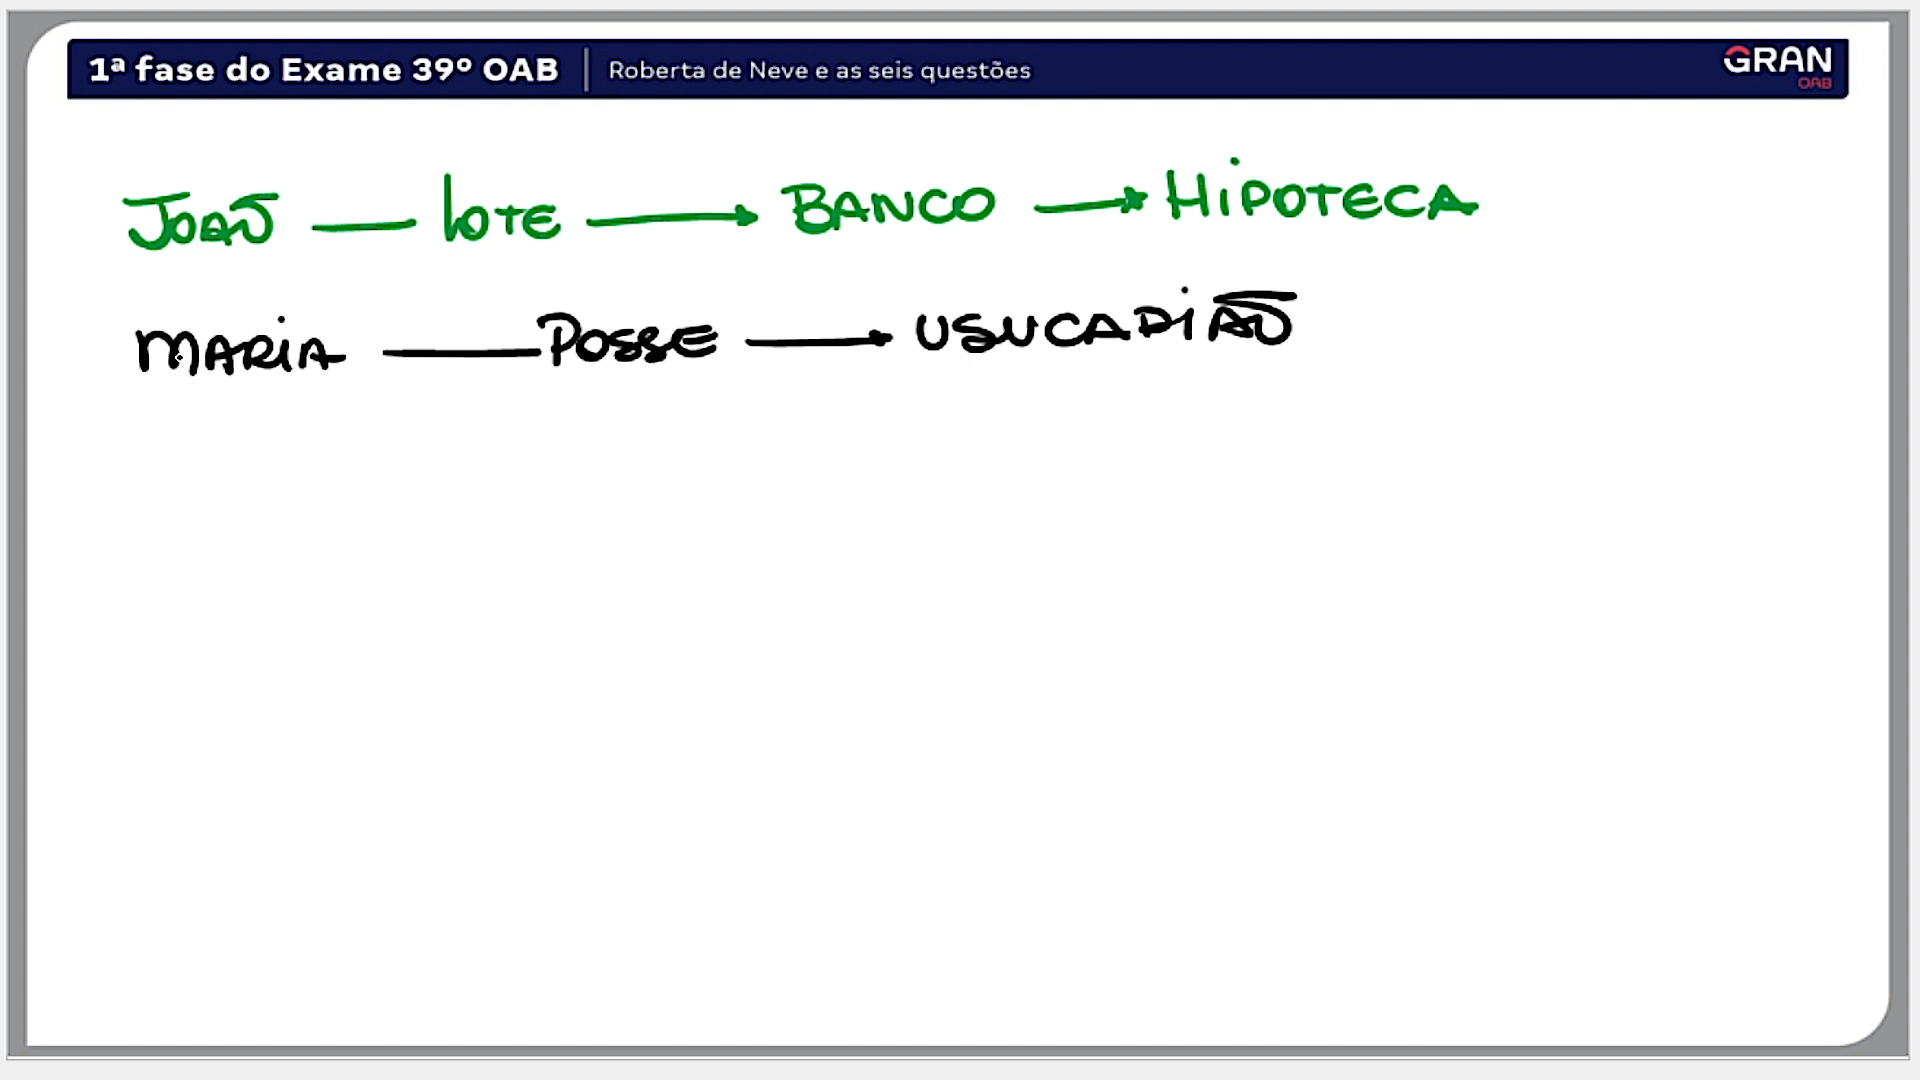 1ª fase do Exame 39º OAB | Roberta de Neve e as seis questões
GRAN
OAB
JOÃO — LOTE → BANCO → HIPOTECA
MARIA — POSSE → USUCAPIÃO